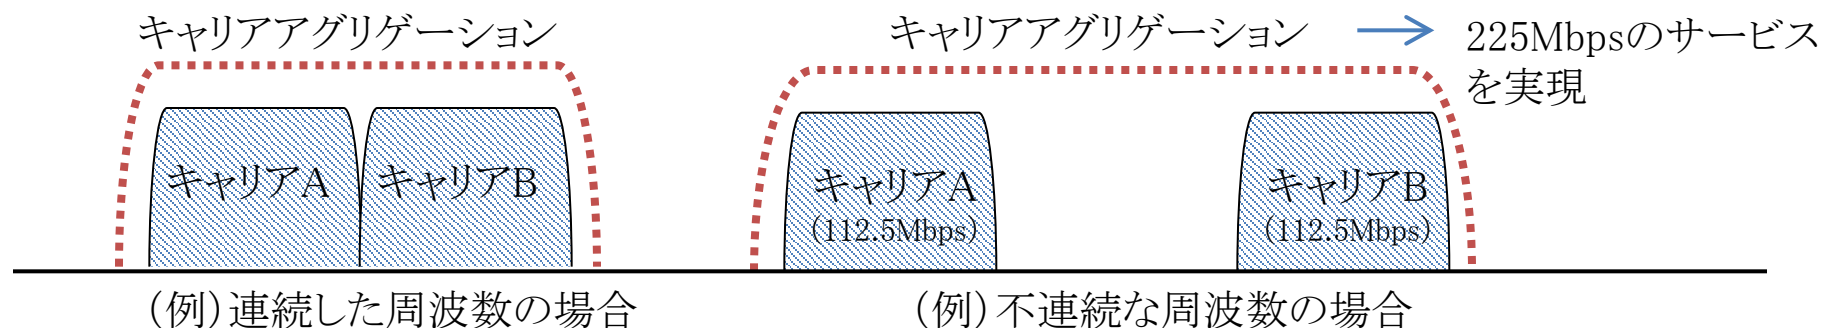 キャリアアグリゲーション
キャリアA
キャリアB
(例)連続した周波数の場合
キャリアアグリゲーション
225Mbpsのサービス
を実現
キャリアA
(112.5Mbps)
キャリアB
(112.5Mbps)
(例)不連続な周波数の場合